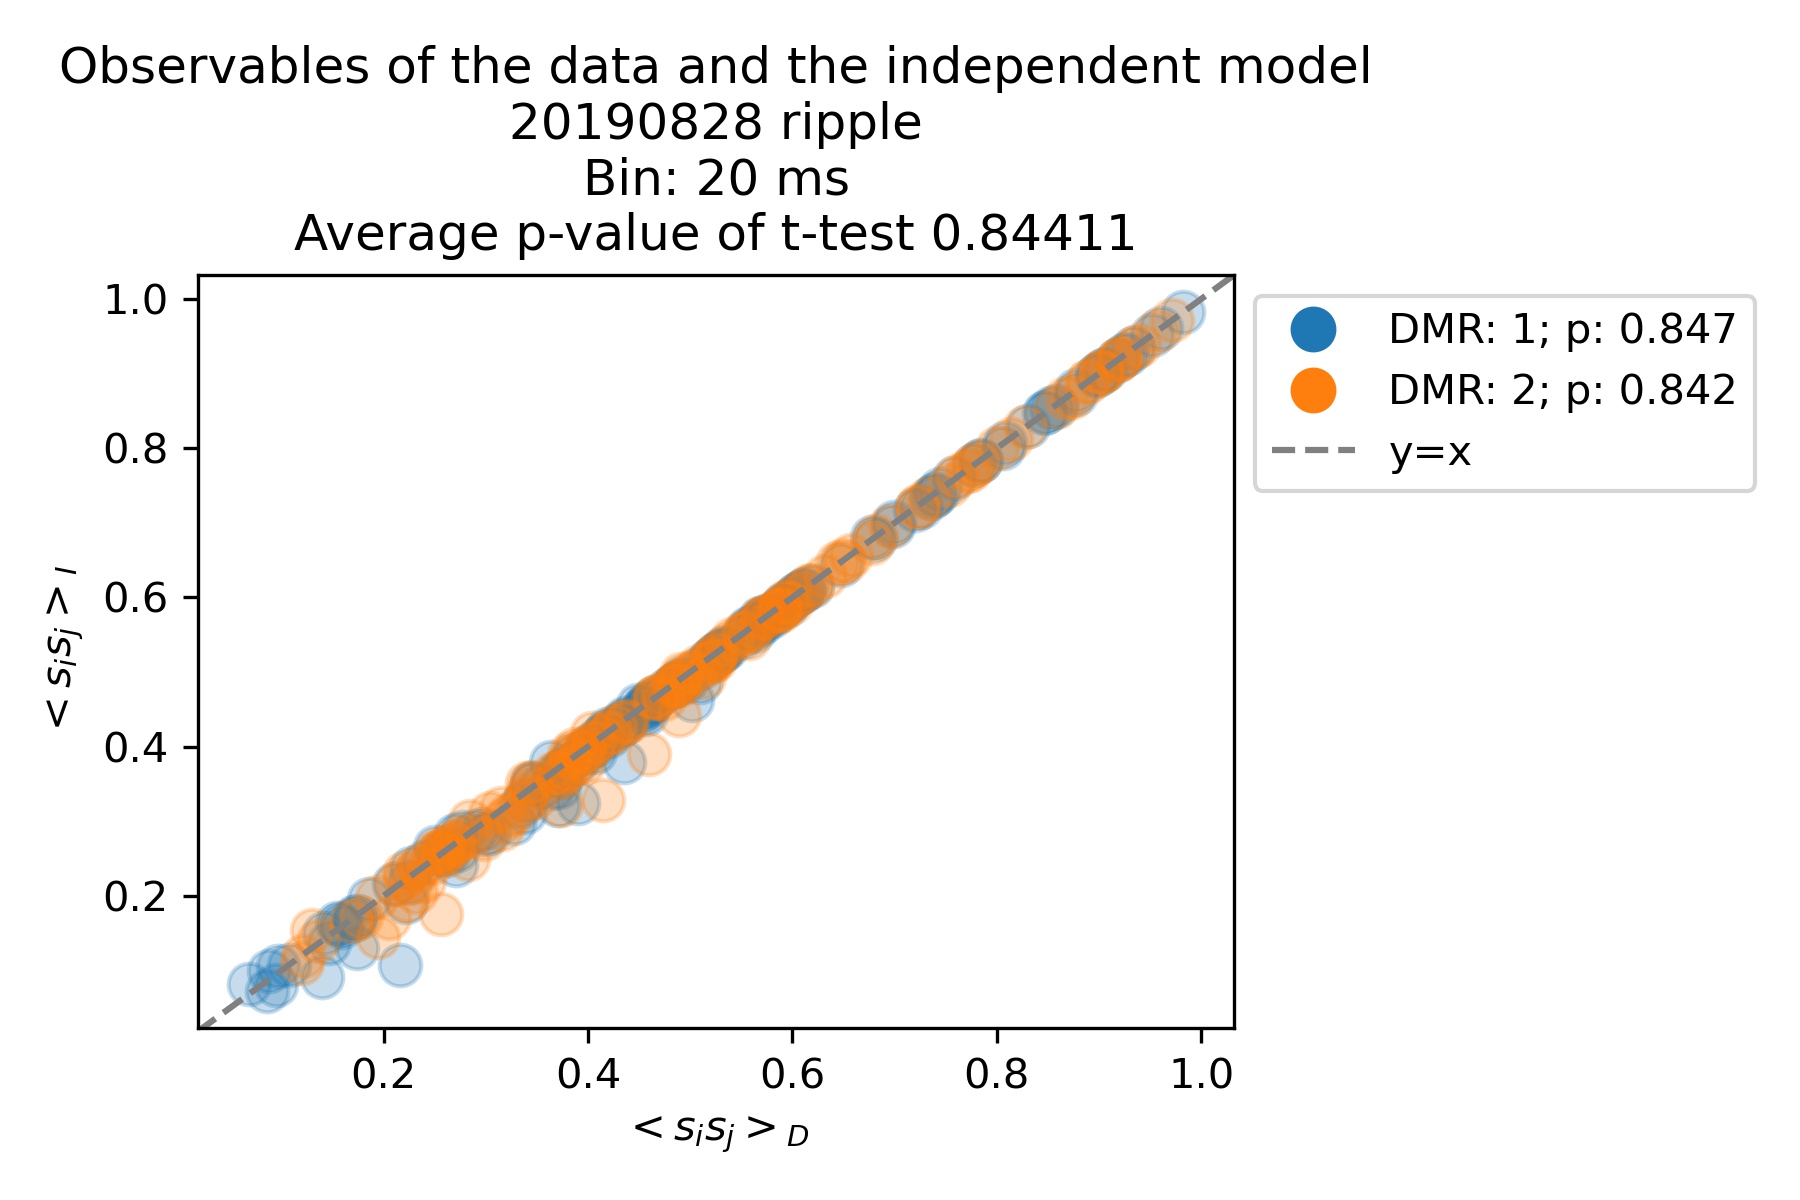 Observables of the data and the independent model
20190828 ripple
Bin: 20 ms
Average p-value of t-test 0.84411
1.0
0.8
0.6
0.4
0.2
< s_i s_j >_I
0.2 0.4 0.6 0.8 1.0
< s_i s_j >_D
DMR: 1; p: 0.847
DMR: 2; p: 0.842
y=x